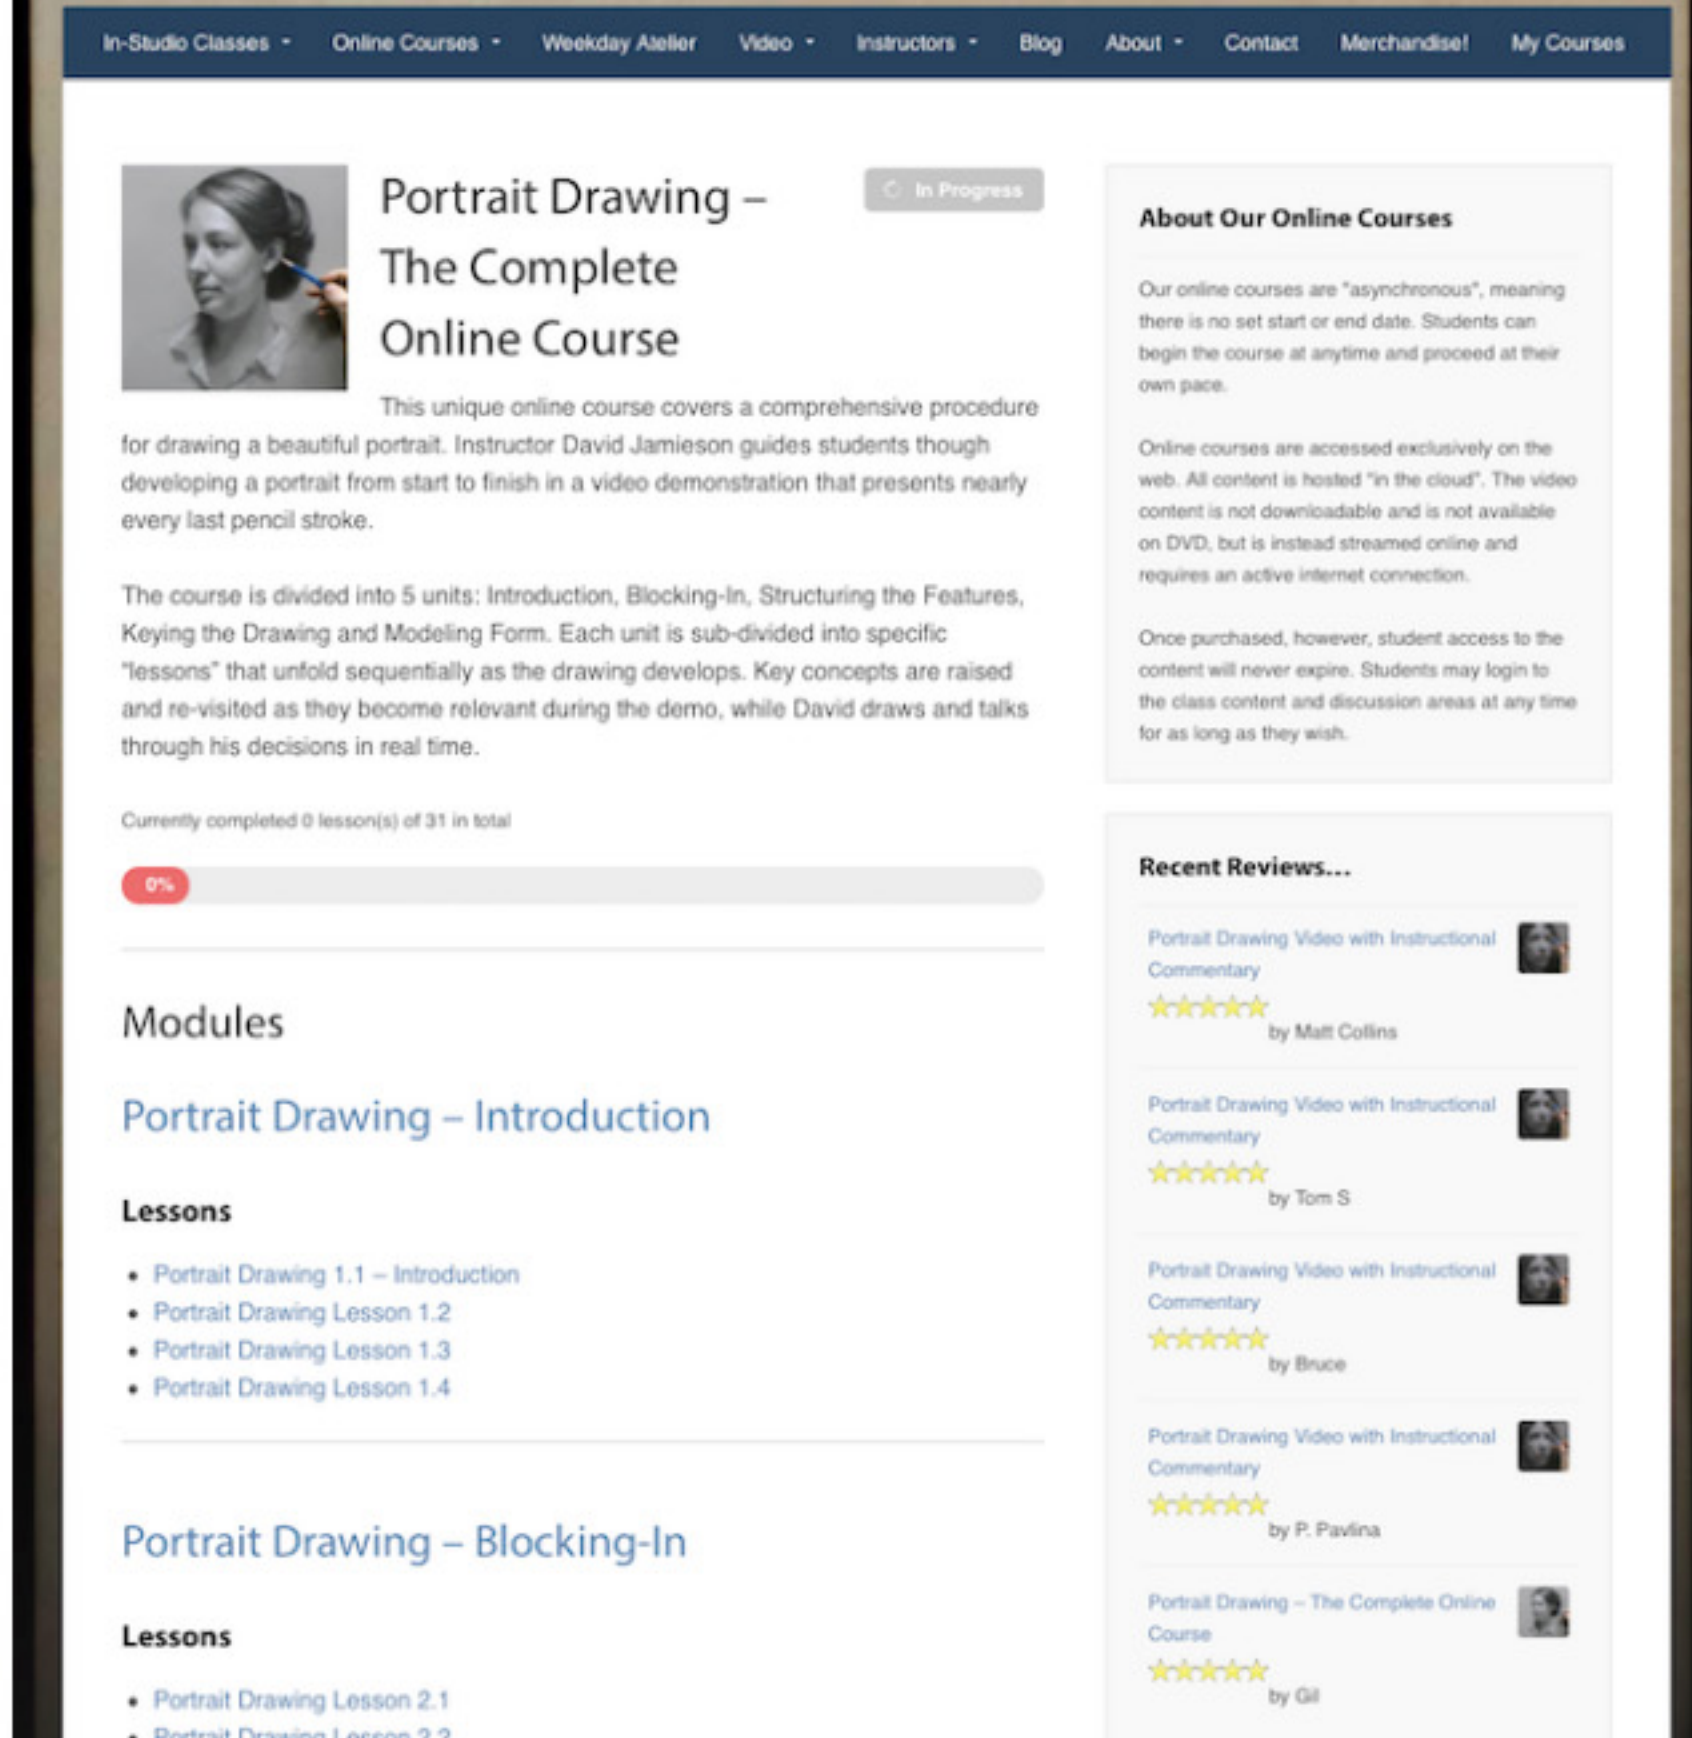 In-Studio Classes Online Courses Weekday Atelier Video Instructors Blog About Contact Merchandise! My Courses
Portrait Drawing –
The Complete
Online Course
In Progress
This unique online course covers a comprehensive procedure
for drawing a beautiful portrait. Instructor David Jamieson guides students though
developing a portrait from start to finish in a video demonstration that presents nearly
every last pencil stroke.
The course is divided into 5 units: Introduction, Blocking-In, Structuring the Features,
Keying the Drawing and Modeling Form. Each unit is sub-divided into specific
"lessons" that unfold sequentially as the drawing develops. Key concepts are raised
and re-visited as they become relevant during the demo, while David draws and talks
through his decisions in real time.
Currently completed 0 lesson(s) of 31 in total
0%
Modules
Portrait Drawing – Introduction
Lessons
• Portrait Drawing 1.1 – Introduction
• Portrait Drawing Lesson 1.2
• Portrait Drawing Lesson 1.3
• Portrait Drawing Lesson 1.4
Portrait Drawing – Blocking-In
Lessons
• Portrait Drawing Lesson 2.1
• Portrait Drawing Lesson 2.2
About Our Online Courses
Our online courses are "asynchronous", meaning
there is no set start or end date. Students can
begin the course at anytime and proceed at their
own pace.
Online courses are accessed exclusively on the
web. All content is hosted "in the cloud". The video
content is not downloadable and is not available
on DVD, but is instead streamed online and
requires an active internet connection.
Once purchased, however, student access to the
content will never expire. Students may login to
the class content and discussion areas at any time
for as long as they wish.
Recent Reviews...
Portrait Drawing Video with Instructional
Commentary
by Matt Collins
Portrait Drawing Video with Instructional
Commentary
by Tom S
Portrait Drawing Video with Instructional
Commentary
by Bruce
Portrait Drawing Video with Instructional
Commentary
by P. Pavlina
Portrait Drawing – The Complete Online
Course
by Gil